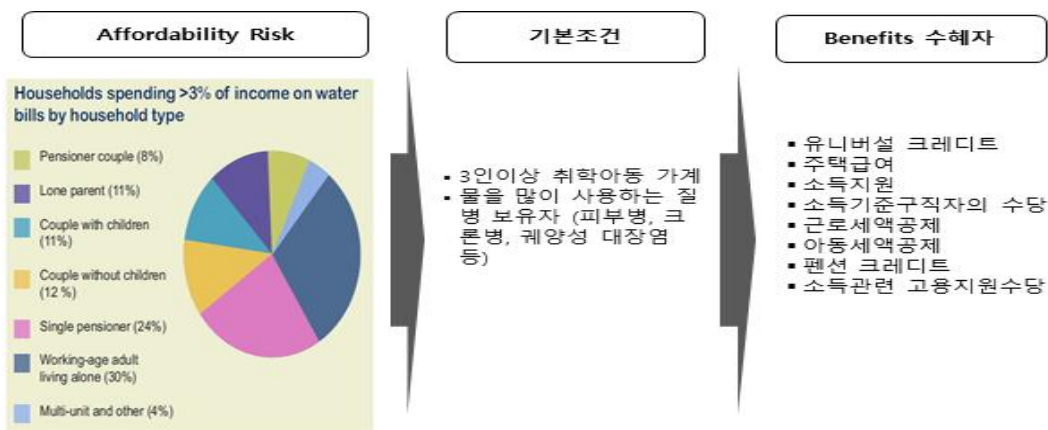 Affordability Risk
기본조건
Benefits 수혜자
Households spending >3% of income on water
bills by household type
Pensioner couple (8%)
Lone parent (11%)
Couple with children
(11%)
Couple without children
(12 %)
Single pensioner (24%)
Working-age adult
living alone (30%)
Multi-unit and other (4%)
▪ 3인이상 취학아동 가계
▪ 물을 많이 사용하는 질
병 보유자 (피부병, 크
론병, 궤양성 대장염
등)
▪ 유니버설 크레디트
▪ 주택급여
▪ 소득지원
▪ 소득기준구직자의 수당
▪ 근로세액공제
▪ 아동세액공제
▪ 펜션 크레디트
▪ 소득관련 고용지원수당